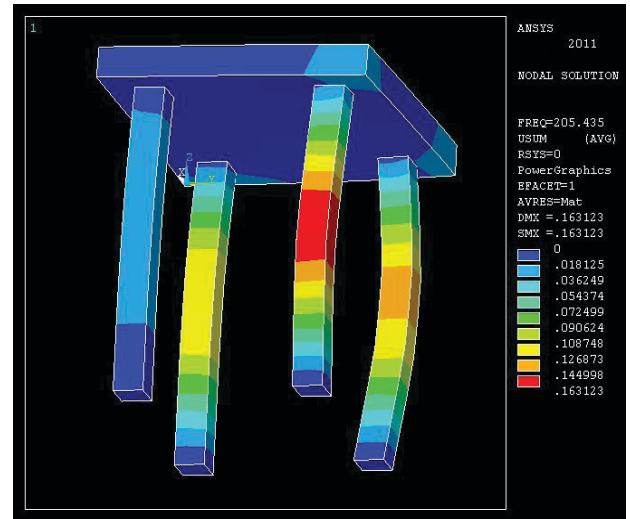 1
ANSYS
2011
NODAL SOLUTION
FREQ=205.435
USUM (AVG)
RSYS=0
PowerGraphics
EFACET=1
AVRES=Mat
DMX =.163123
SMX =.163123
0
.018125
.036249
.054374
.072499
.090624
.108748
.126873
.144998
.163123
X
Z
Y